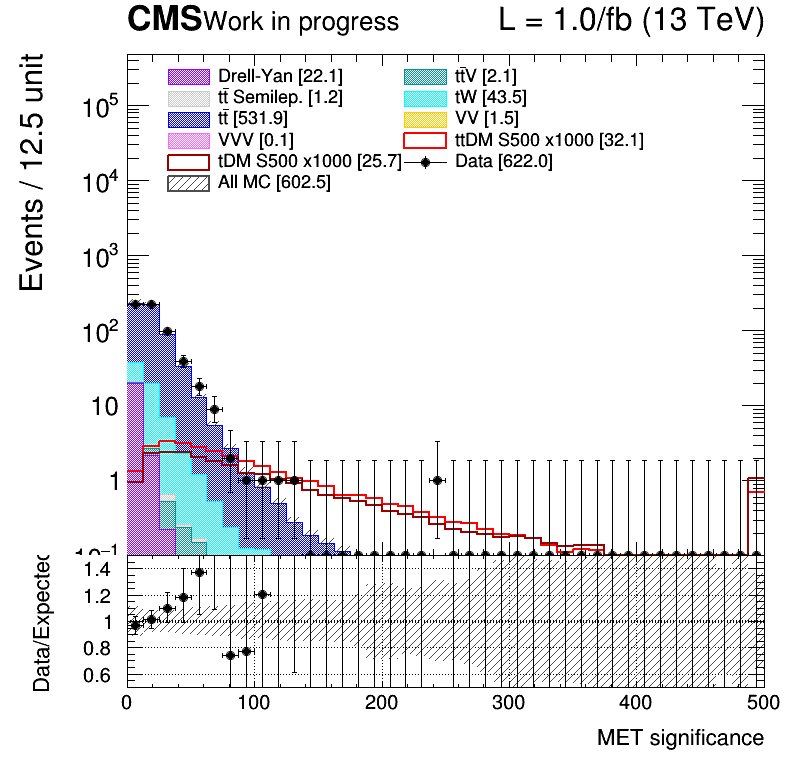 CMS Work in progress L = 1.0/fb (13 TeV)
Drell-Yan [22.1] tt̄V [2.1]
tt̄ Semilep. [1.2] tW [43.5]
tt̄ [531.9] VV [1.5]
VVV [0.1] ttDM S500 x1000 [32.1]
tDM S500 x1000 [25.7] Data [622.0]
All MC [602.5]
Events / 12.5 unit
10⁵
10⁴
10³
10²
10
1
10⁻¹
Data/Expected
1.4
1.2
1
0.8
0.6
0 100 200 300 400 500
MET significance